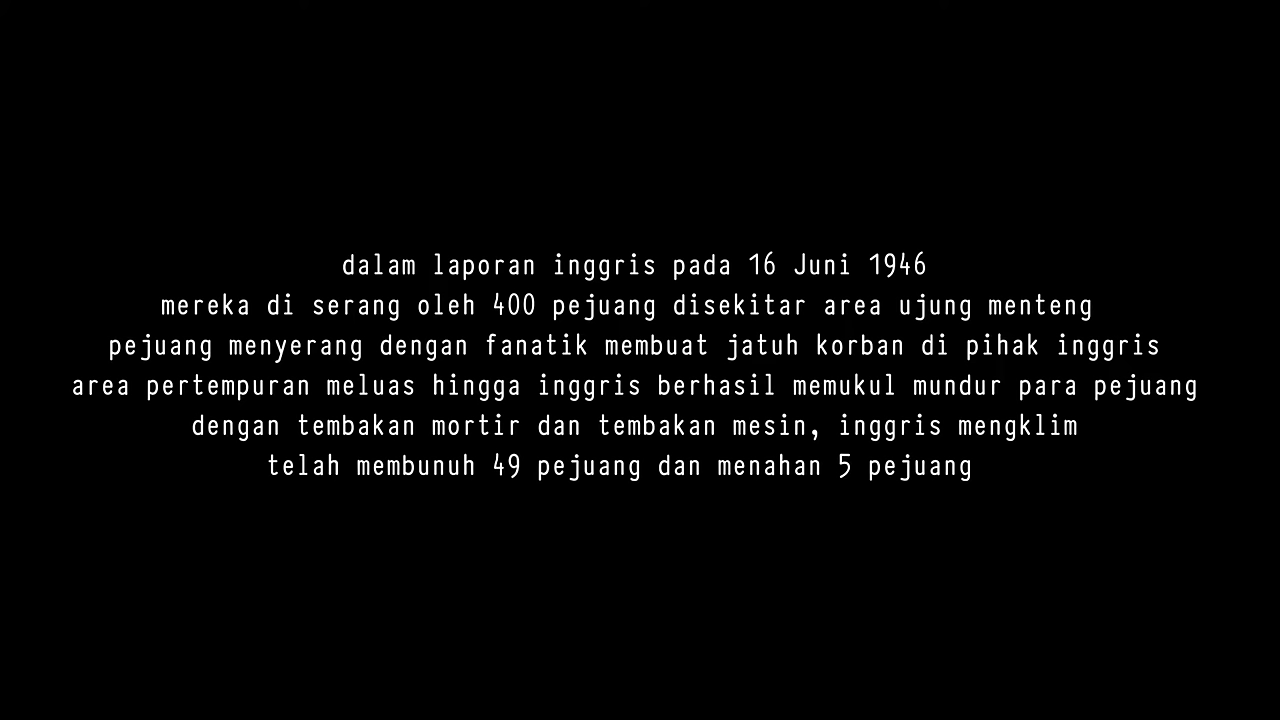 dalam laporan inggris pada 16 Juni 1946
mereka di serang oleh 400 pejuang disekitar area ujung menteng
pejuang menyerang dengan fanatik membuat jatuh korban di pihak inggris
area pertempuran meluas hingga inggris berhasil memukul mundur para pejuang
dengan tembakan mortir dan tembakan mesin, inggris mengklim
telah membunuh 49 pejuang dan menahan 5 pejuang